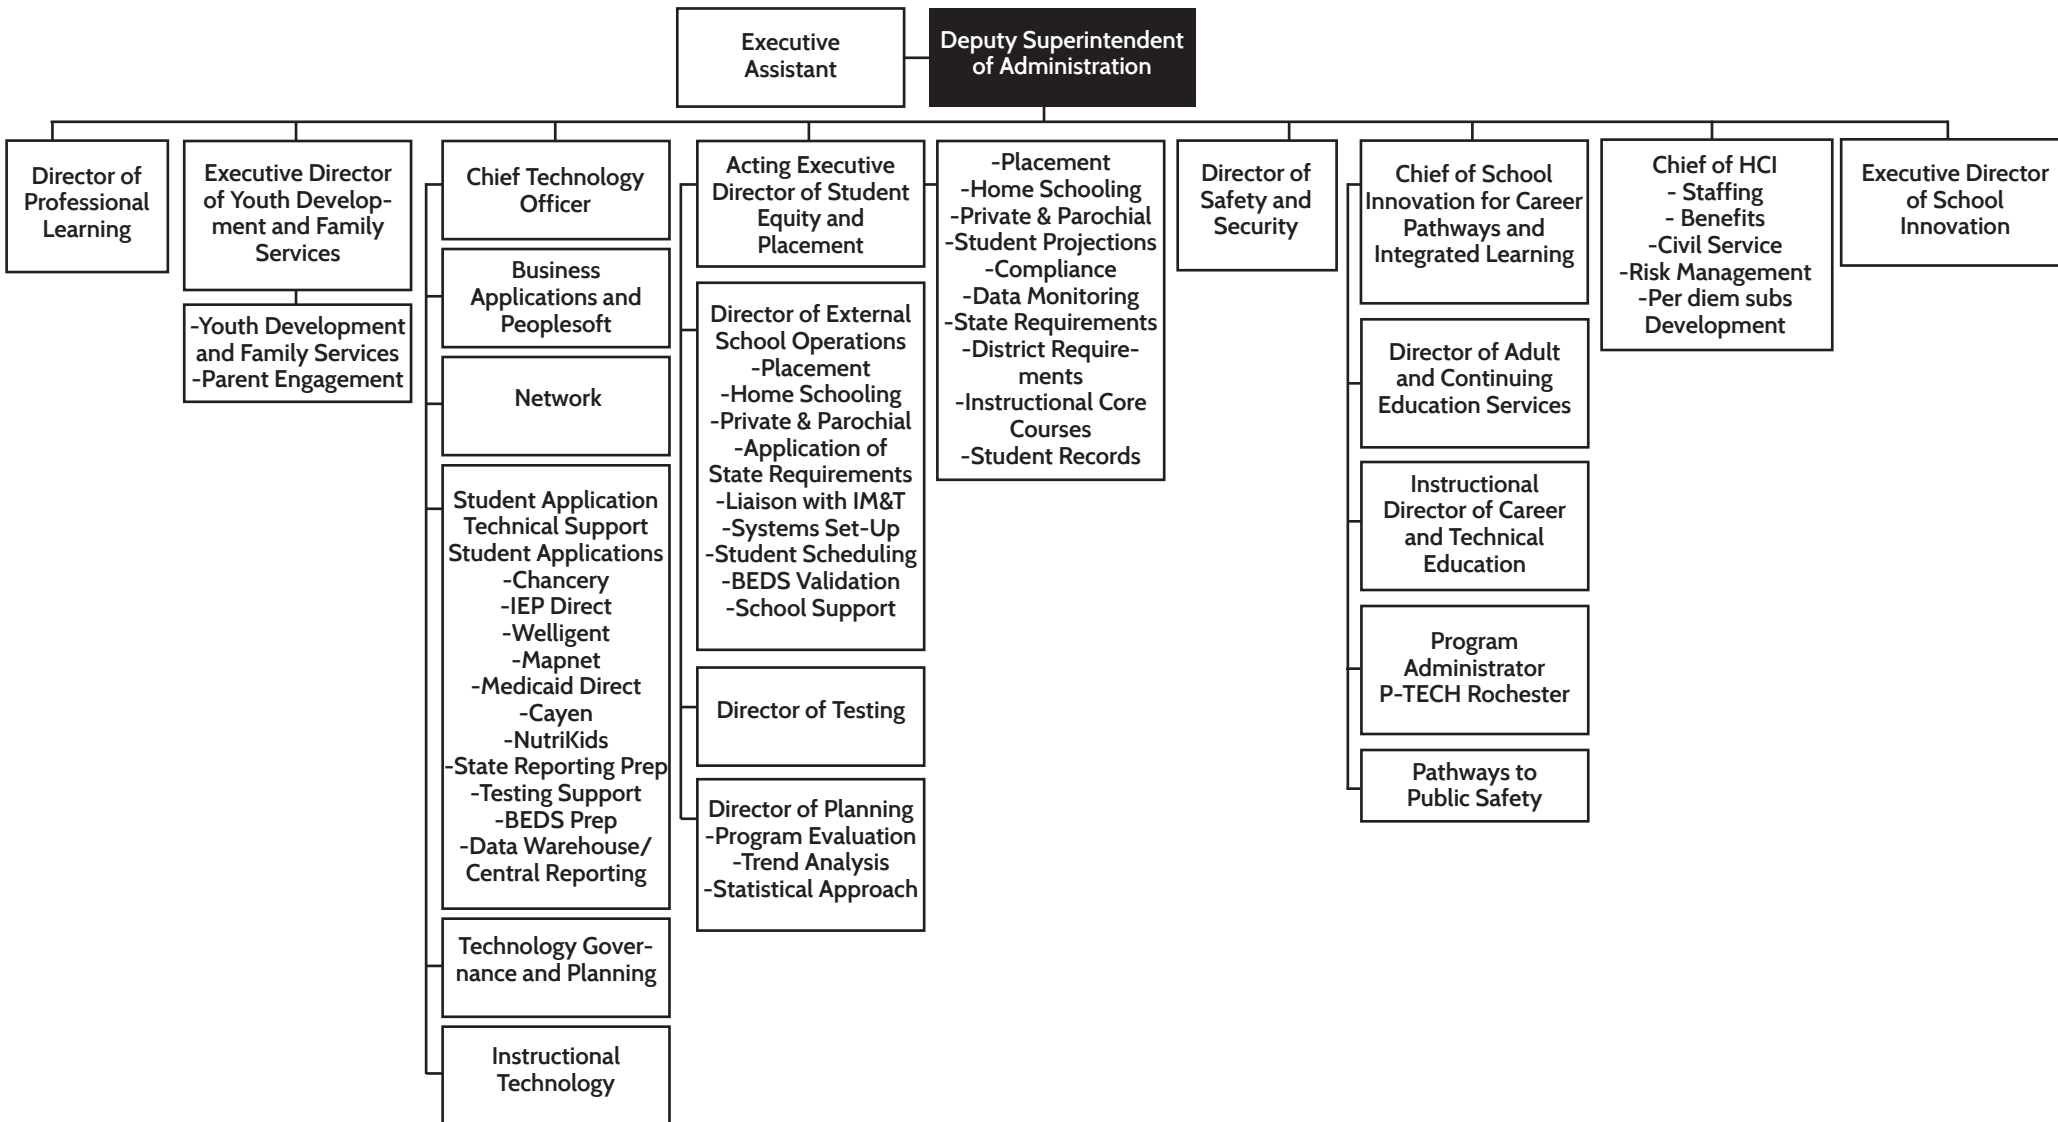 Executive
Assistant
Deputy Superintendent
of Administration
Director of
Professional
Learning
Executive Director
of Youth Develop-
ment and Family
Services
-Youth Development
and Family Services
-Parent Engagement
Chief Technology
Officer
Business
Applications and
Peoplesoft
Network
Student Application
Technical Support
Student Applications
-Chancery
-IEP Direct
-Welligent
-Mapnet
-Medicaid Direct
-Cayen
-NutriKids
-State Reporting Prep
-Testing Support
-BEDS Prep
-Data Warehouse/
Central Reporting
Technology Gover-
nance and Planning
Instructional
Technology
Acting Executive
Director of Student
Equity and
Placement
Director of External
School Operations
-Placement
-Home Schooling
-Private & Parochial
-Application of
State Requirements
-Liaison with IM&T
-Systems Set-Up
-Student Scheduling
-BEDS Validation
-School Support
Director of Testing
Director of Planning
-Program Evaluation
-Trend Analysis
-Statistical Approach
-Placement
-Home Schooling
-Private & Parochial
-Student Projections
-Compliance
-Data Monitoring
-State Requirements
-District Require-
ments
-Instructional Core
Courses
-Student Records
Director of
Safety and
Security
Chief of School
Innovation for Career
Pathways and
Integrated Learning
Director of Adult
and Continuing
Education Services
Instructional
Director of Career
and Technical
Education
Program
Administrator
P-TECH Rochester
Pathways to
Public Safety
Chief of HCI
- Staffing
- Benefits
-Civil Service
-Risk Management
-Per diem subs
Development
Executive Director
of School
Innovation